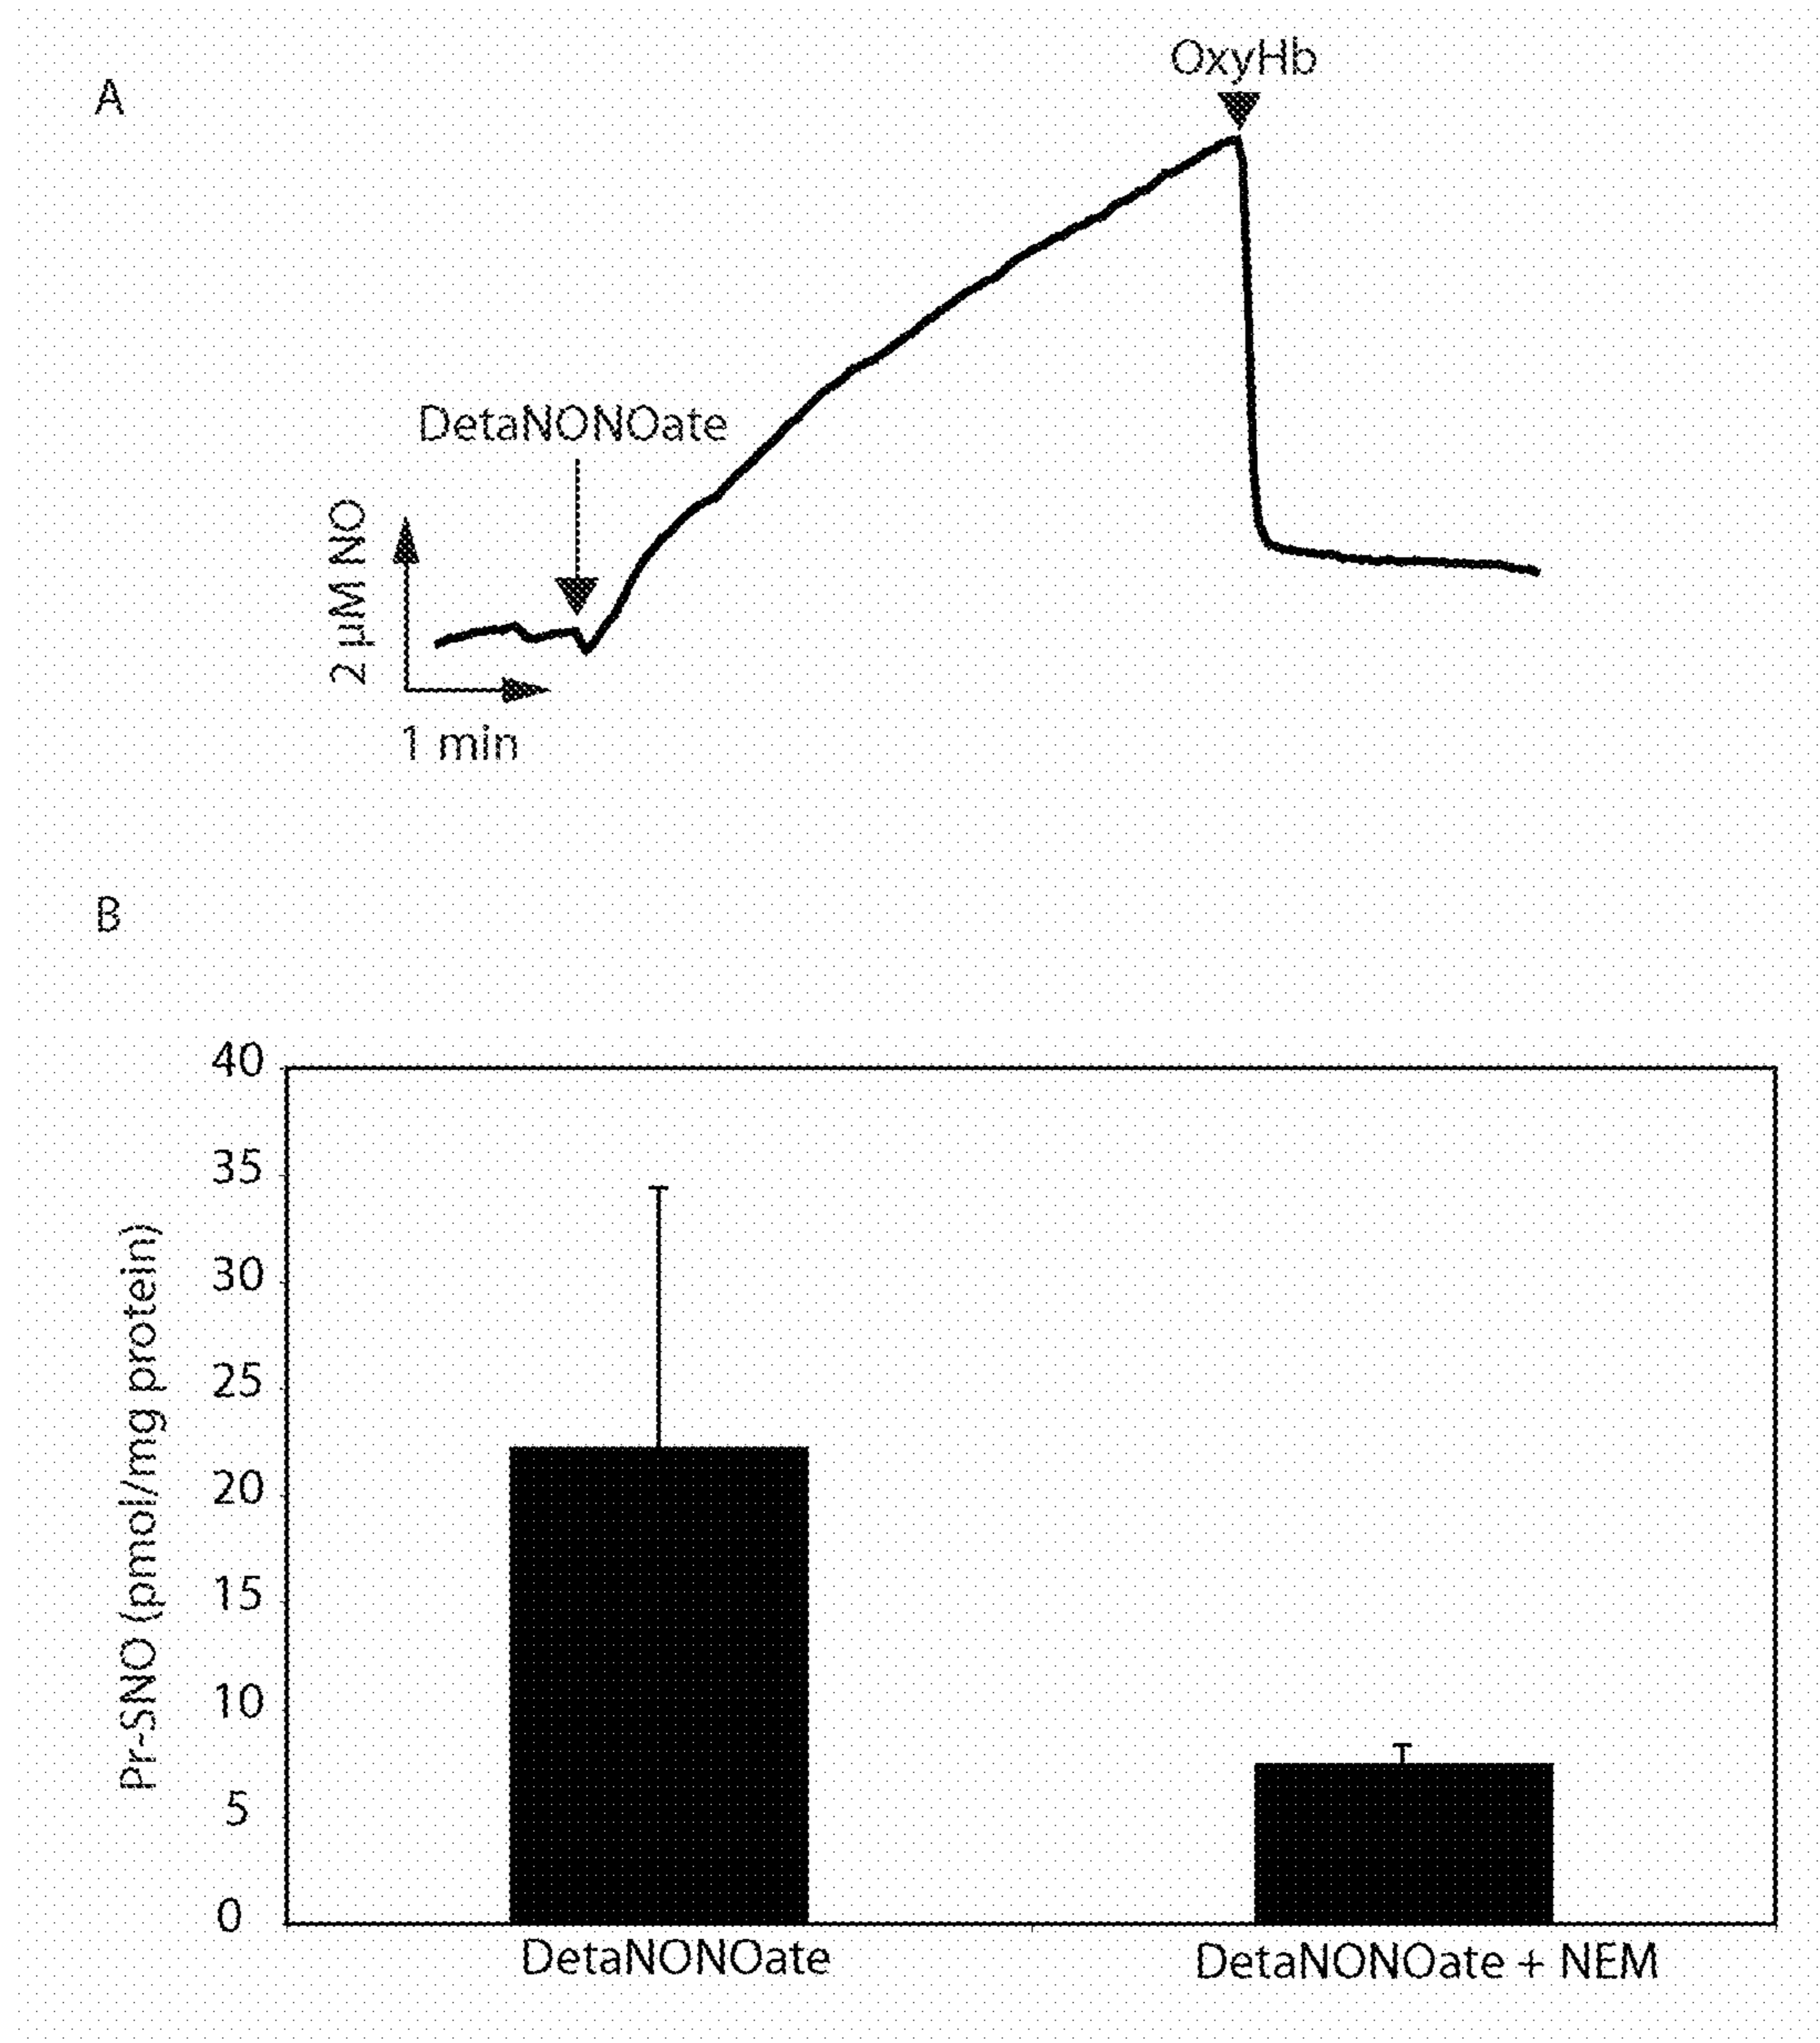 A
OxyHb
DetaNONOate
2 µM NO
1 min
B
40
35
30
25
20
15
10
5
0
Pr-SNO (pmol/mg protein)
DetaNONOate
DetaNONOate + NEM